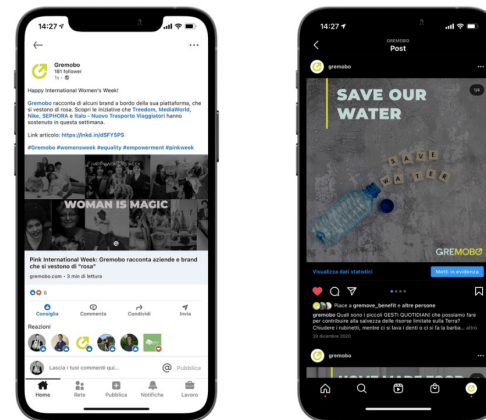 14:27
Gremobo
181 follower
1s •
Happy International Women's Week!
Gremobo racconta di alcuni brand a bordo della sua piattaforma, che
si vestono di rosa. Scopri le iniziative che Treedom, MediaWorld,
Nike, SEPHORA e Italo - Nuovo Trasporto Viaggiatori hanno
sostenuto in questa settimana.
Link articolo: https://lnkd.in/dSFYSPS
#Gremobo #womensweek #equality #empowerment #pinkweek
WOMAN IS MAGIC
Pink International Week: Gremobo racconta aziende e brand
che si vestono di "rosa"
gremobo.com • 3 min di lettura
6
Consiglia
Commenta
Condividi
Invia
Reazioni
Lascia i tuoi commenti qui...
@ Pubblica
Home
Rete
Pubblica
Notifiche
Lavoro
14:27
GREMOBO
Post
gremobo
SAVE OUR
WATER
1/4
SAVE
WATER
GREMOBO
Visualizza dati statistici
Metti in evidenza
Piace a gremove_benefit e altre persone
gremobo Quali sono i piccoli GESTI QUOTIDIANI che possiamo fare
per contribuire alla salvezza delle risorse limitate sulla Terra?
Chiudere i rubinetti, mentre ci si lava i denti o ci si fa la barba... altro
28 dicembre 2020
gremobo